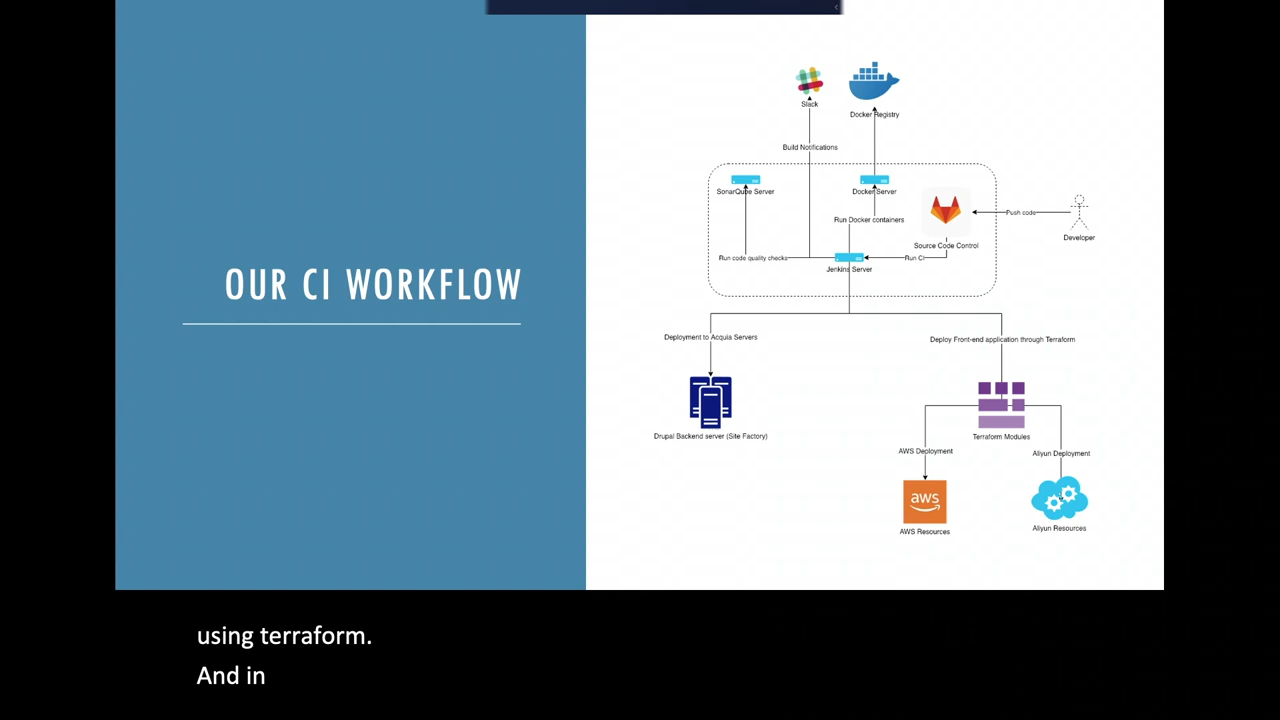 OUR CI WORKFLOW
Slack
Docker Registry
Build Notifications
SonarQube Server
Docker Server
Run Docker containers
Source Code Control
Push code
Developer
Run code quality checks
Run CI
Jenkins Server
Deployment to Acquia Servers
Deploy Front-end application through Terraform
Drupal Backend server (Site Factory)
Terraform Modules
AWS Deployment
Aliyun Deployment
aws
AWS Resources
Aliyun Resources
using terraform.
And in